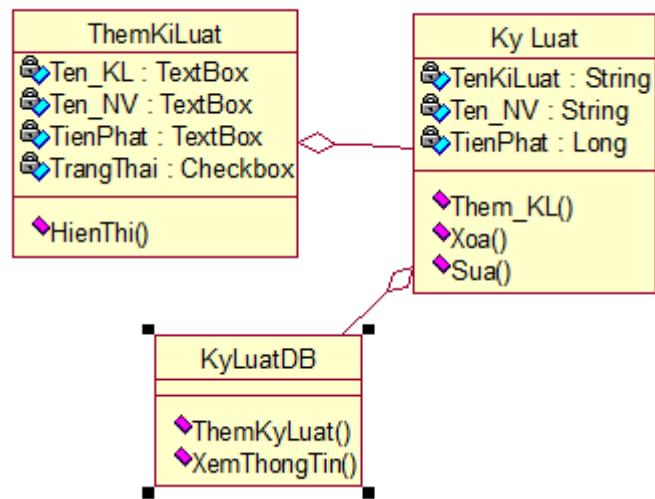 ThemKiLuat
Ten_KL : TextBox
Ten_NV : TextBox
TienPhat : TextBox
TrangThai : Checkbox
HienThi()
Ky Luat
TenKiLuat : String
Ten_NV : String
TienPhat : Long
Them_KL()
Xoa()
Sua()
KyLuatDB
ThemKyLuat()
XemThongTin()